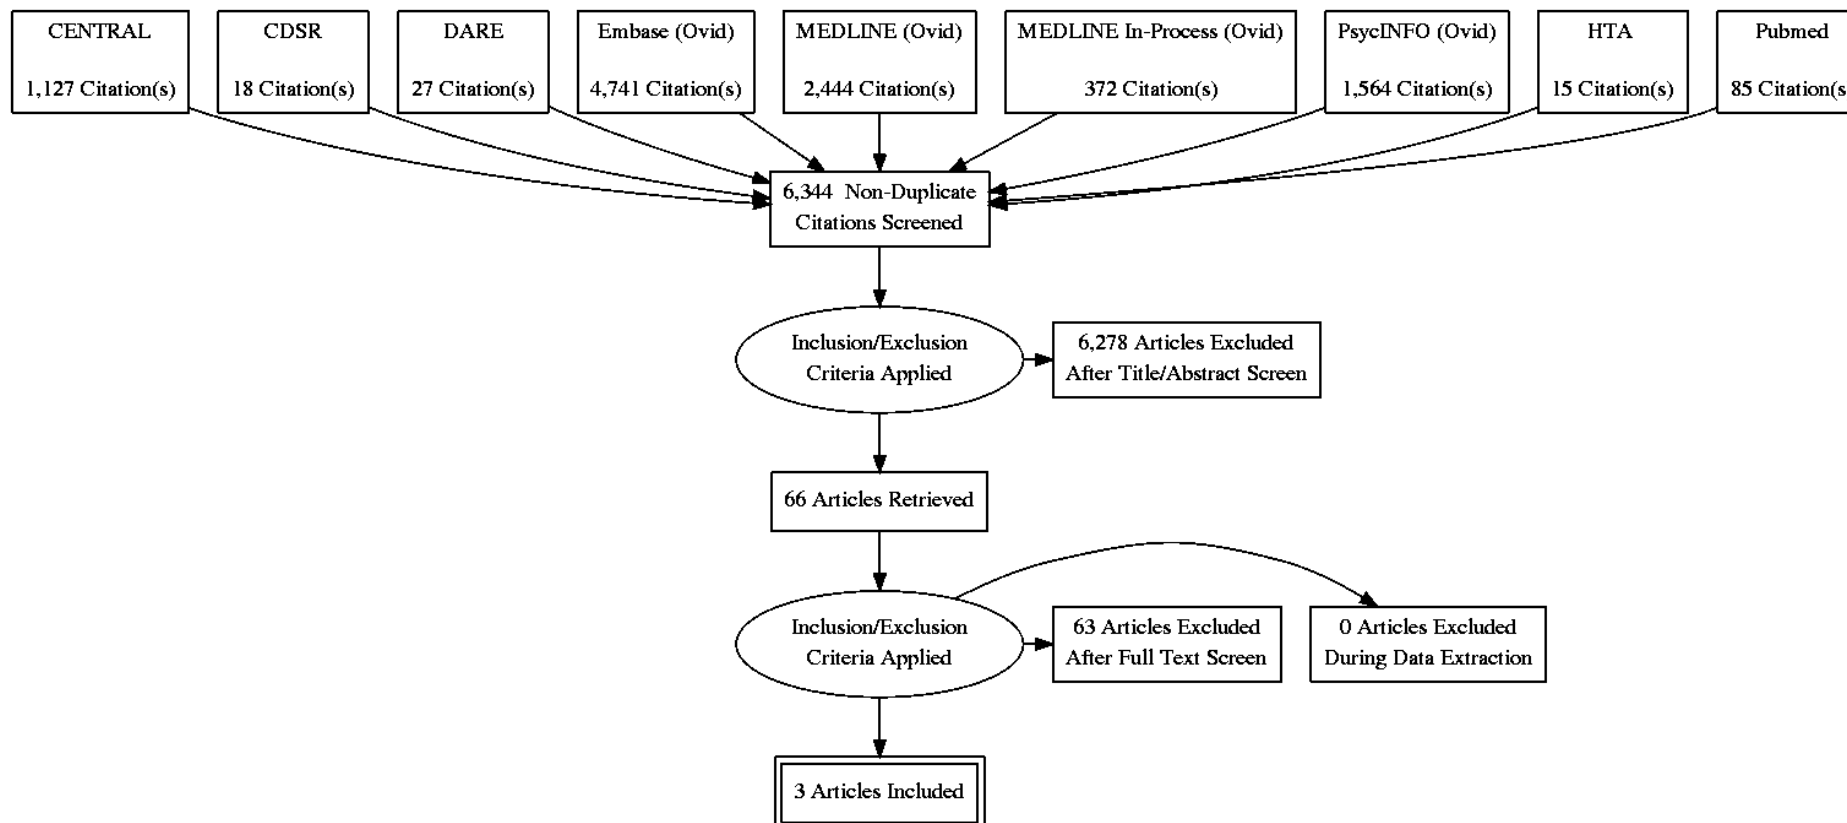 CENTRAL
1,127 Citation(s)
CDSR
18 Citation(s)
DARE
27 Citation(s)
Embase (Ovid)
4,741 Citation(s)
MEDLINE (Ovid)
2,444 Citation(s)
MEDLINE In-Process (Ovid)
372 Citation(s)
PsycINFO (Ovid)
1,564 Citation(s)
HTA
15 Citation(s)
Pubmed
85 Citation(s
6,344 Non-Duplicate
Citations Screened
Inclusion/Exclusion
Criteria Applied
6,278 Articles Excluded
After Title/Abstract Screen
66 Articles Retrieved
Inclusion/Exclusion
Criteria Applied
63 Articles Excluded
After Full Text Screen
0 Articles Excluded
During Data Extraction
3 Articles Included